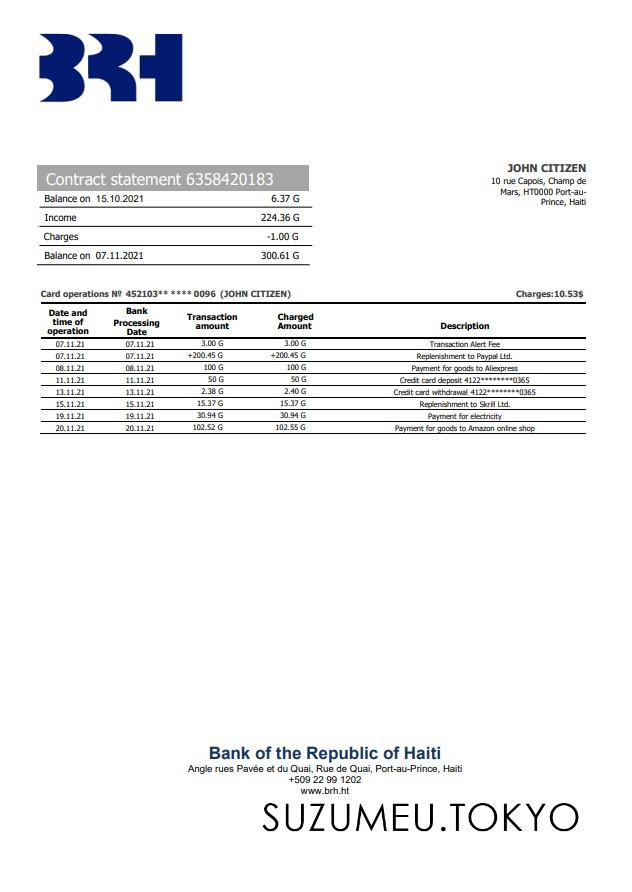 BRH
JOHN CITIZEN
10 rue Capois, Champ de
Mars, HT0000 Port-au-
Prince, Haiti
Contract statement 6358420183
Balance on 15.10.2021 6.37 G
Income 224.36 G
Charges -1.00 G
Balance on 07.11.2021 300.61 G
Card operations № 452103** **** 0096 (JOHN CITIZEN) Charges:10.53$
Date and time of operation Bank Processing Date Transaction amount Charged Amount Description
07.11.21 07.11.21 3.00 G 3.00 G Transaction Alert Fee
07.11.21 07.11.21 +200.45 G +200.45 G Replenishment to Paypal Ltd.
08.11.21 08.11.21 100 G 100 G Payment for goods to Aliexpress
11.11.21 11.11.21 50 G 50 G Credit card deposit 4122********0365
13.11.21 13.11.21 2.38 G 2.40 G Credit card withdrawal 4122********0365
15.11.21 15.11.21 15.37 G 15.37 G Replenishment to Skrill Ltd.
19.11.21 19.11.21 30.94 G 30.94 G Payment for electricity
20.11.21 20.11.21 102.52 G 102.55 G Payment for goods to Amazon online shop
Bank of the Republic of Haiti
Angle rues Pavée et du Quai, Rue de Quai, Port-au-Prince, Haiti
+509 22 99 1202
www.brh.ht
SUZUMEU.TOKYO